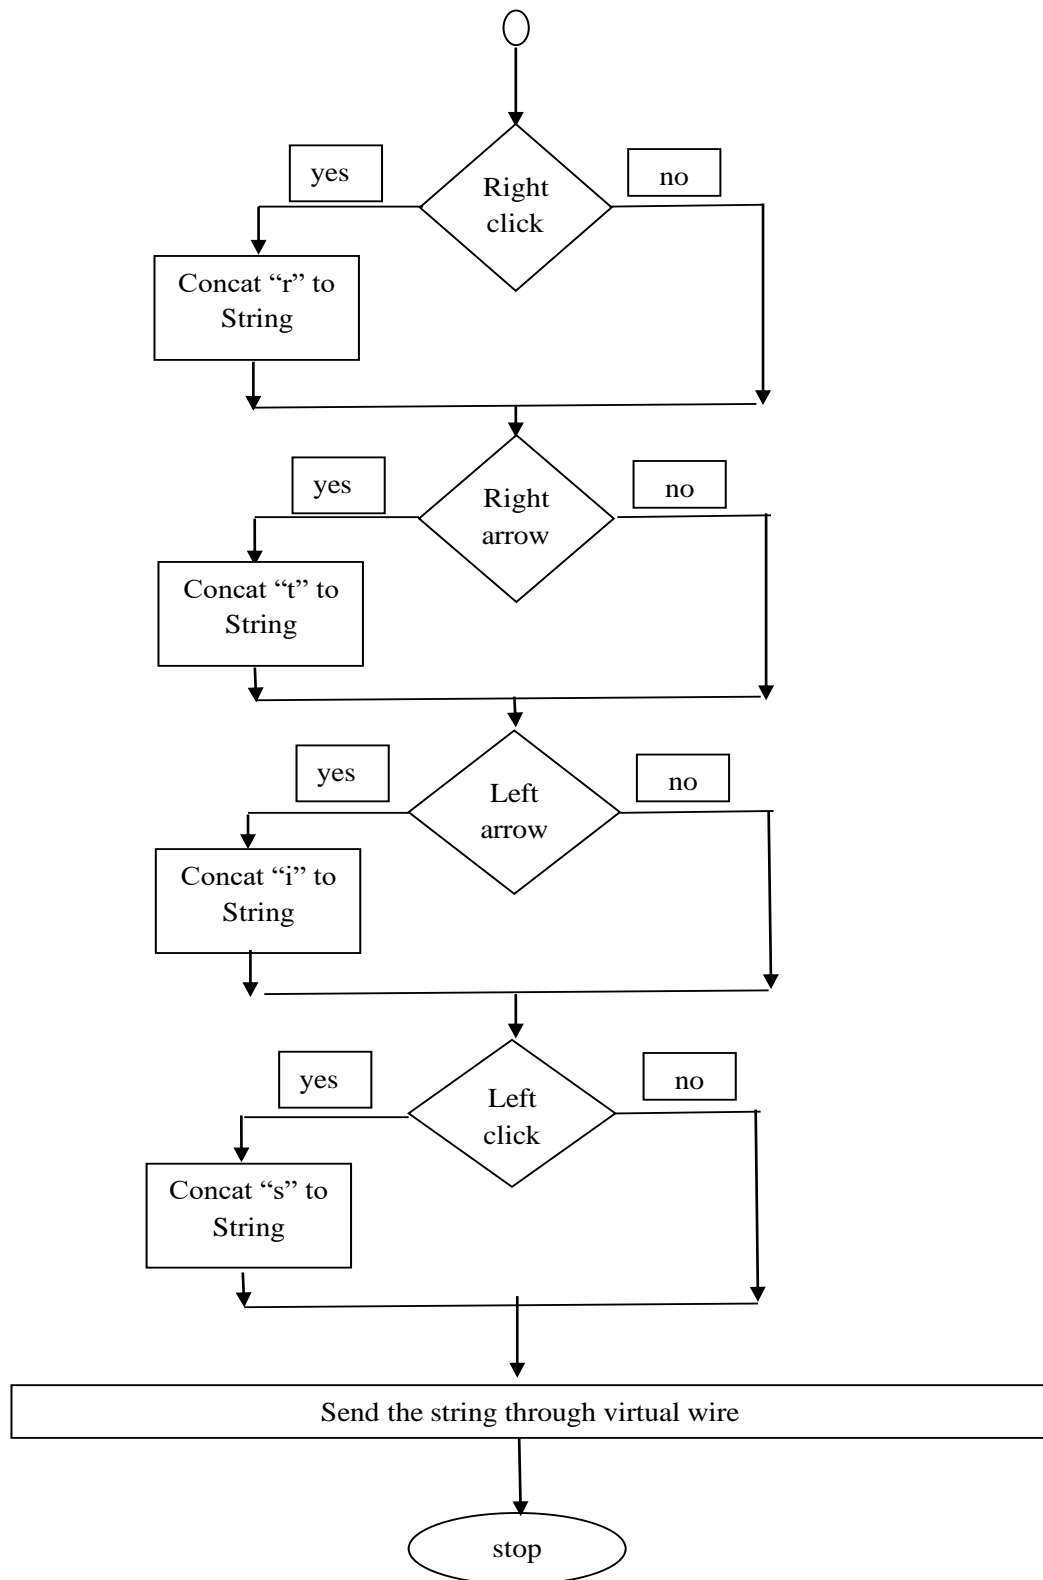 yes
Right
click
no
Concat “r” to
String
yes
Right
arrow
no
Concat “t” to
String
yes
Left
arrow
no
Concat “i” to
String
yes
Left
click
no
Concat “s” to
String
Send the string through virtual wire
stop